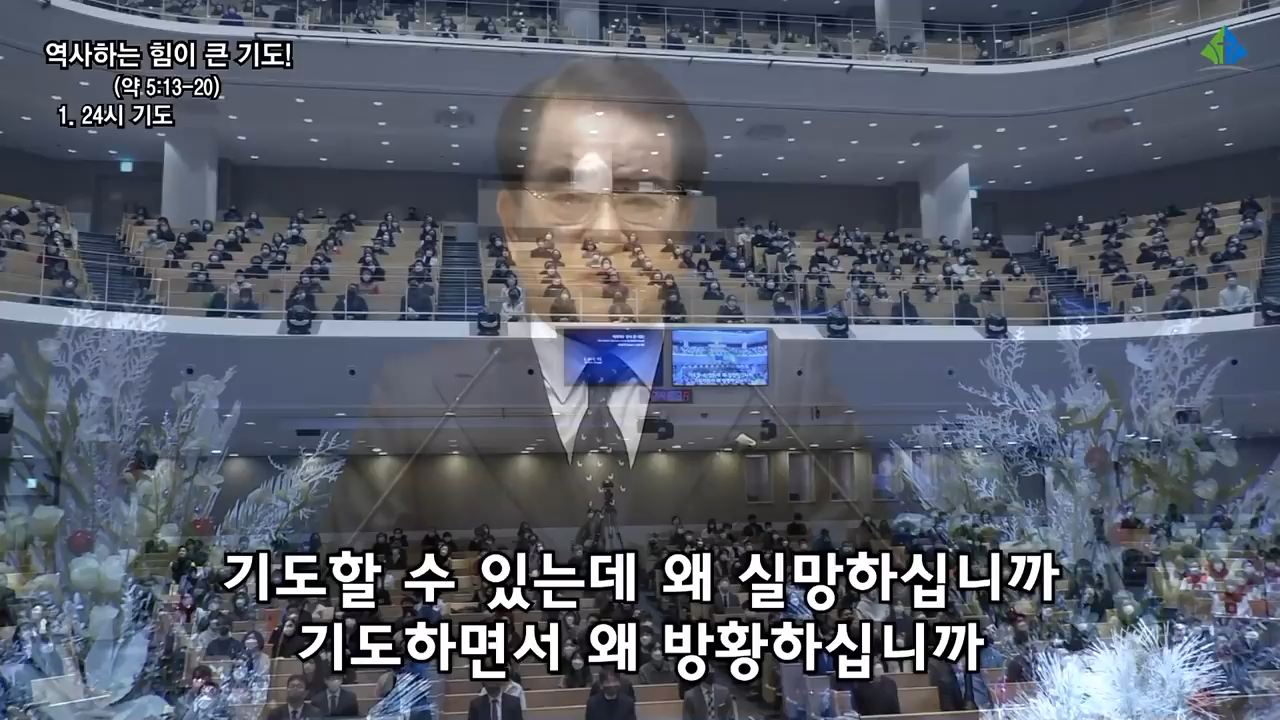 역사하는 힘이 큰 기도!
(약 5:13-20)
1. 24시 기도
기도할 수 있는데 왜 실망하십니까
기도하면서 왜 방황하십니까